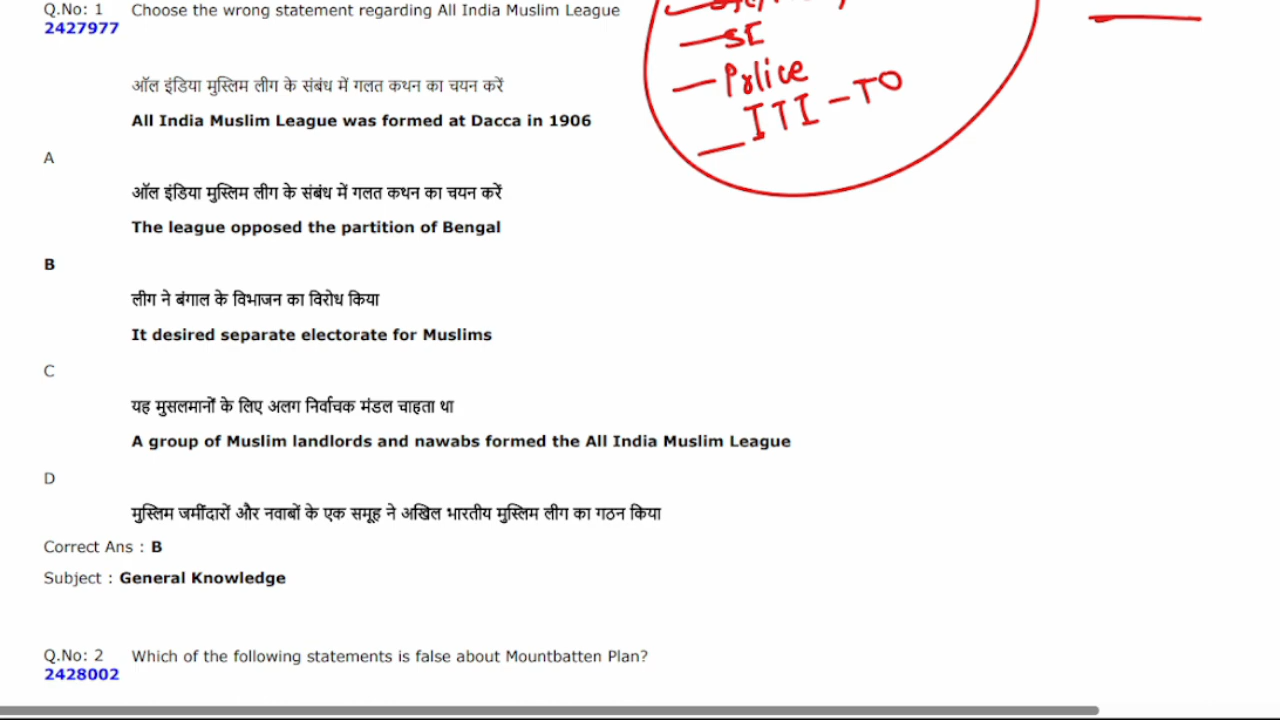 Q.No: 1 Choose the wrong statement regarding All India Muslim League
2427977
ऑल इंडिया मुस्लिम लीग के संबंध में गलत कथन का चयन करें
All India Muslim League was formed at Dacca in 1906
A
ऑल इंडिया मुस्लिम लीग के संबंध में गलत कथन का चयन करें
The league opposed the partition of Bengal
B
लीग ने बंगाल के विभाजन का विरोध किया
It desired separate electorate for Muslims
C
यह मुसलमानों के लिए अलग निर्वाचक मंडल चाहता था
A group of Muslim landlords and nawabs formed the All India Muslim League
D
मुस्लिम जमींदारों और नवाबों के एक समूह ने अखिल भारतीय मुस्लिम लीग का गठन किया
Correct Ans : B
Subject : General Knowledge
Q.No: 2 Which of the following statements is false about Mountbatten Plan?
2428002
SI
Police
ITI - TO